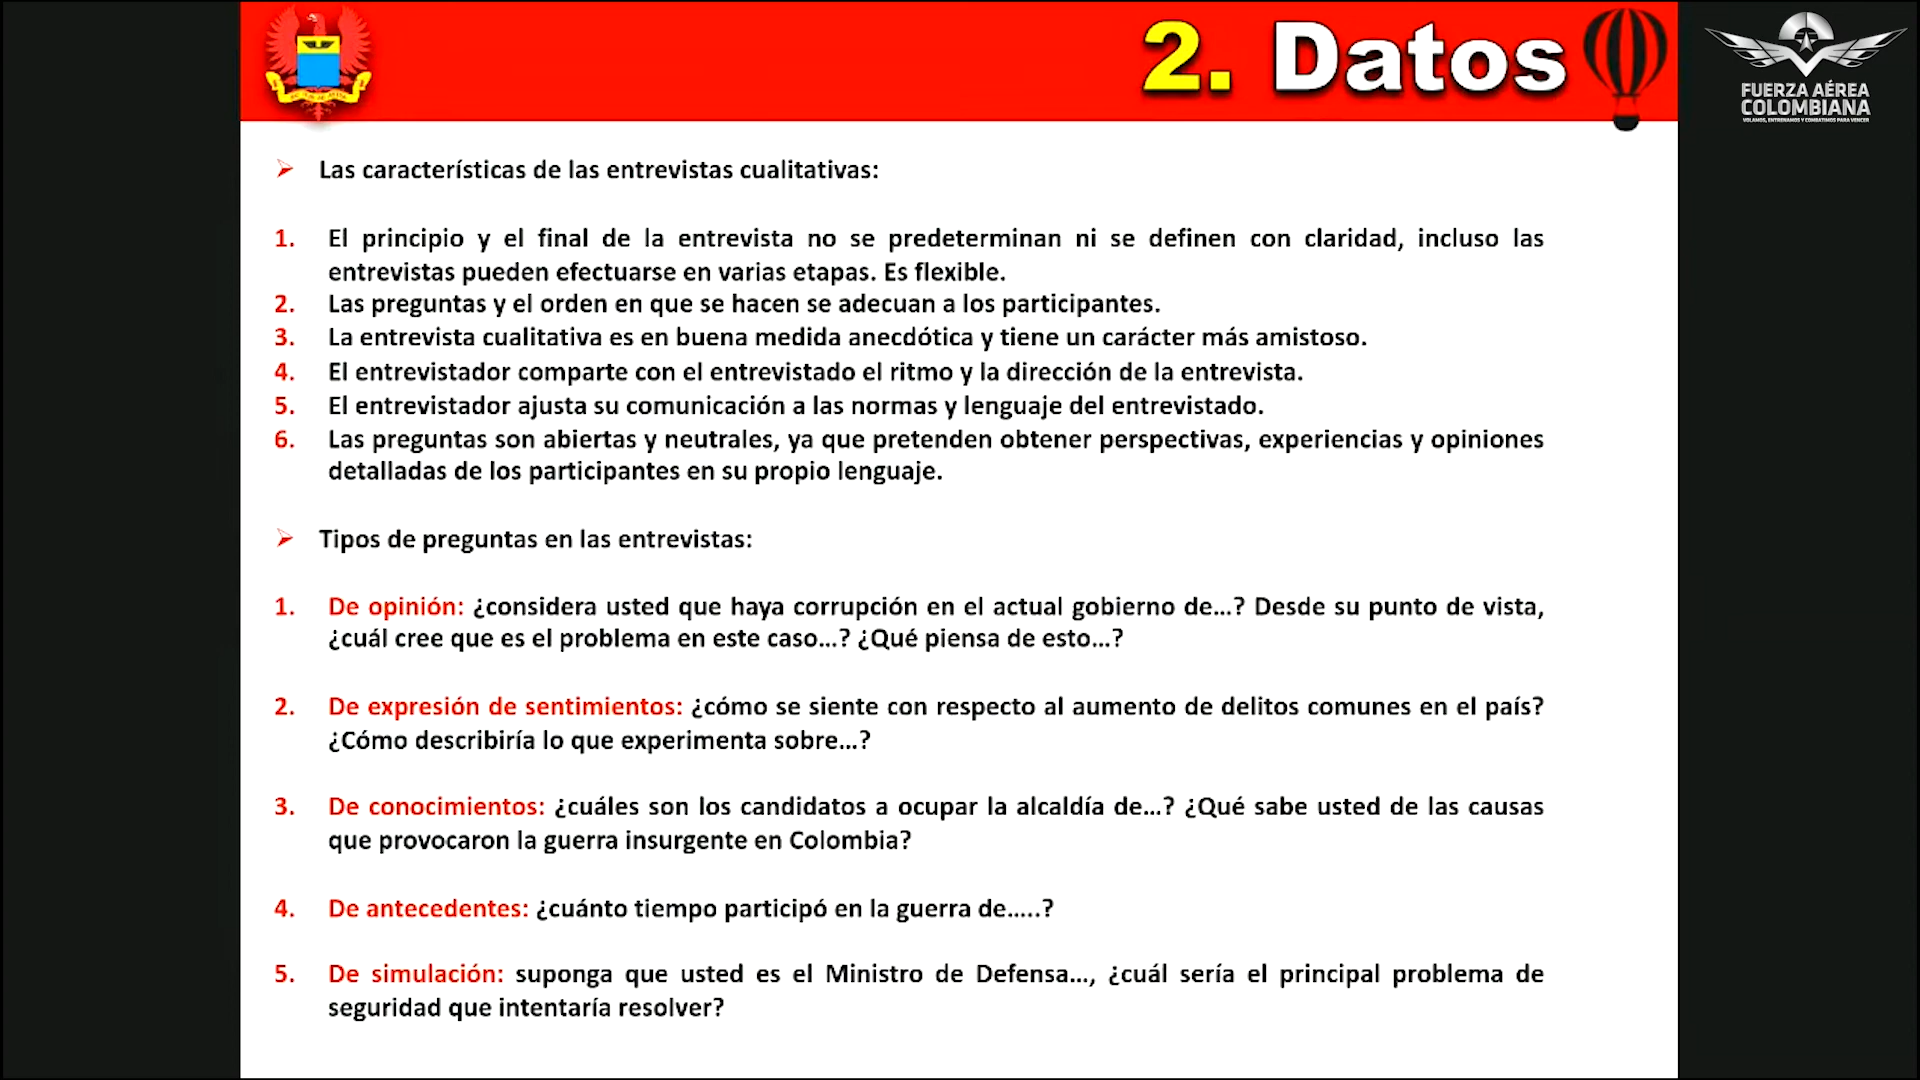 2. Datos
FUERZA AÉREA
COLOMBIANA
VOLAMOS, ENTRENAMOS Y COMBATIMOS PARA VENCER
Las características de las entrevistas cualitativas:
1. El principio y el final de la entrevista no se predeterminan ni se definen con claridad, incluso las
entrevistas pueden efectuarse en varias etapas. Es flexible.
2. Las preguntas y el orden en que se hacen se adecuan a los participantes.
3. La entrevista cualitativa es en buena medida anecdótica y tiene un carácter más amistoso.
4. El entrevistador comparte con el entrevistado el ritmo y la dirección de la entrevista.
5. El entrevistador ajusta su comunicación a las normas y lenguaje del entrevistado.
6. Las preguntas son abiertas y neutrales, ya que pretenden obtener perspectivas, experiencias y opiniones
detalladas de los participantes en su propio lenguaje.
Tipos de preguntas en las entrevistas:
1. De opinión: ¿considera usted que haya corrupción en el actual gobierno de...? Desde su punto de vista,
¿cuál cree que es el problema en este caso...? ¿Qué piensa de esto...?
2. De expresión de sentimientos: ¿cómo se siente con respecto al aumento de delitos comunes en el país?
¿Cómo describiría lo que experimenta sobre...?
3. De conocimientos: ¿cuáles son los candidatos a ocupar la alcaldía de...? ¿Qué sabe usted de las causas
que provocaron la guerra insurgente en Colombia?
4. De antecedentes: ¿cuánto tiempo participó en la guerra de.....?
5. De simulación: suponga que usted es el Ministro de Defensa..., ¿cuál sería el principal problema de
seguridad que intentaría resolver?